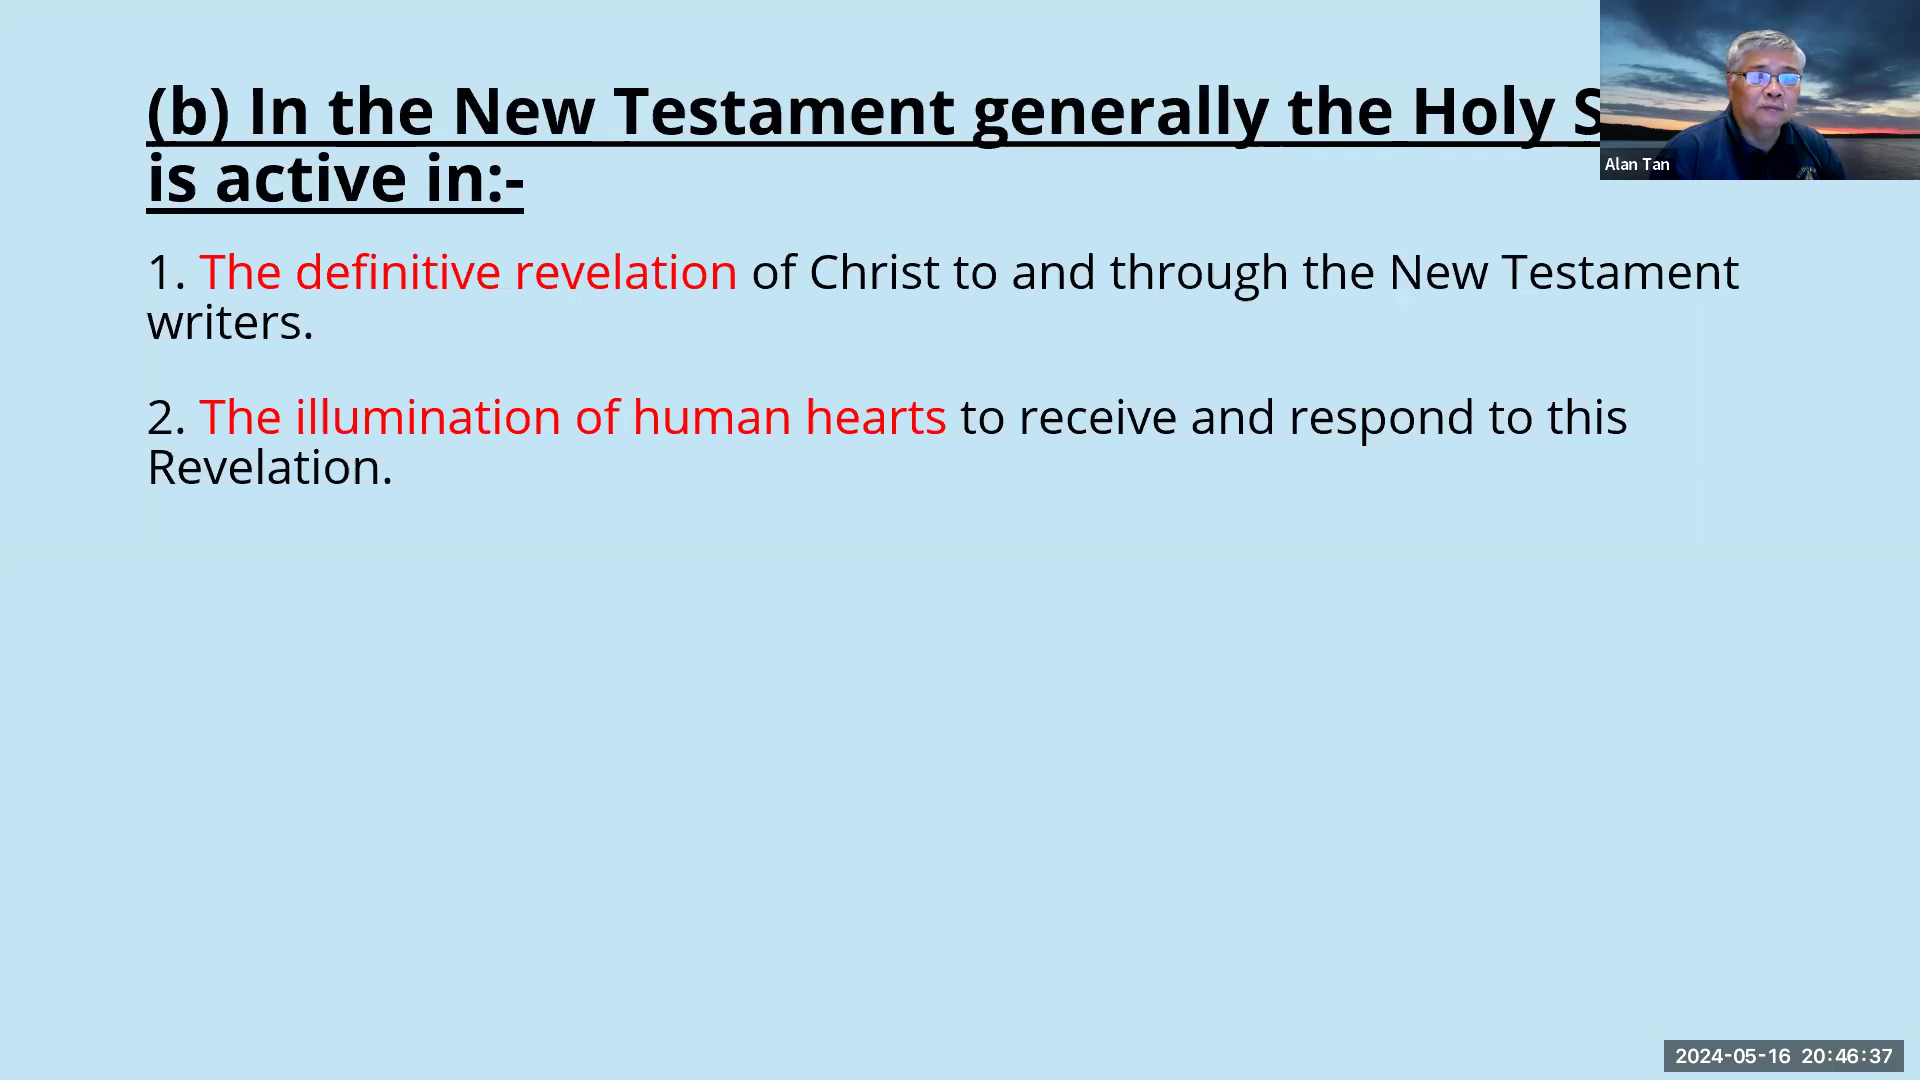 (b) In the New Testament generally the Holy S
is active in:-
1. The definitive revelation of Christ to and through the New Testament
writers.
2. The illumination of human hearts to receive and respond to this
Revelation.
Alan Tan
2024-05-16 20:46:37